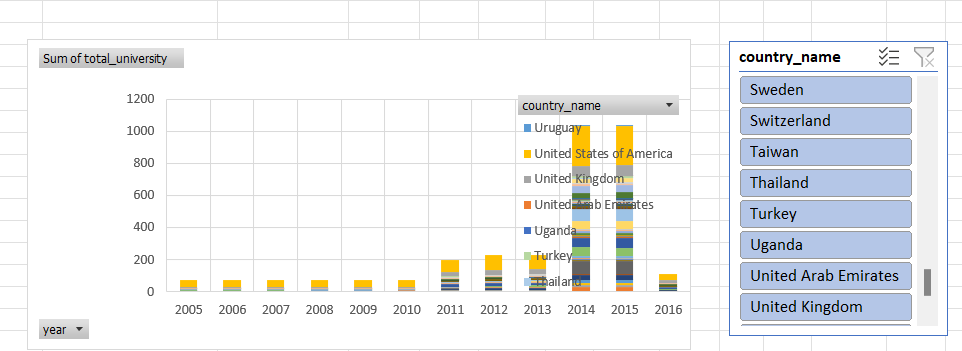 Sum of total_university
country_name
1200
1000
800
600
400
200
0
Uruguay
United States of America
United Kingdom
United Arab Emirates
Uganda
Turkey
Thailand
2005 2006 2007 2008 2009 2010 2011 2012 2013 2014 2015 2016
year
country_name
Sweden
Switzerland
Taiwan
Thailand
Turkey
Uganda
United Arab Emirates
United Kingdom